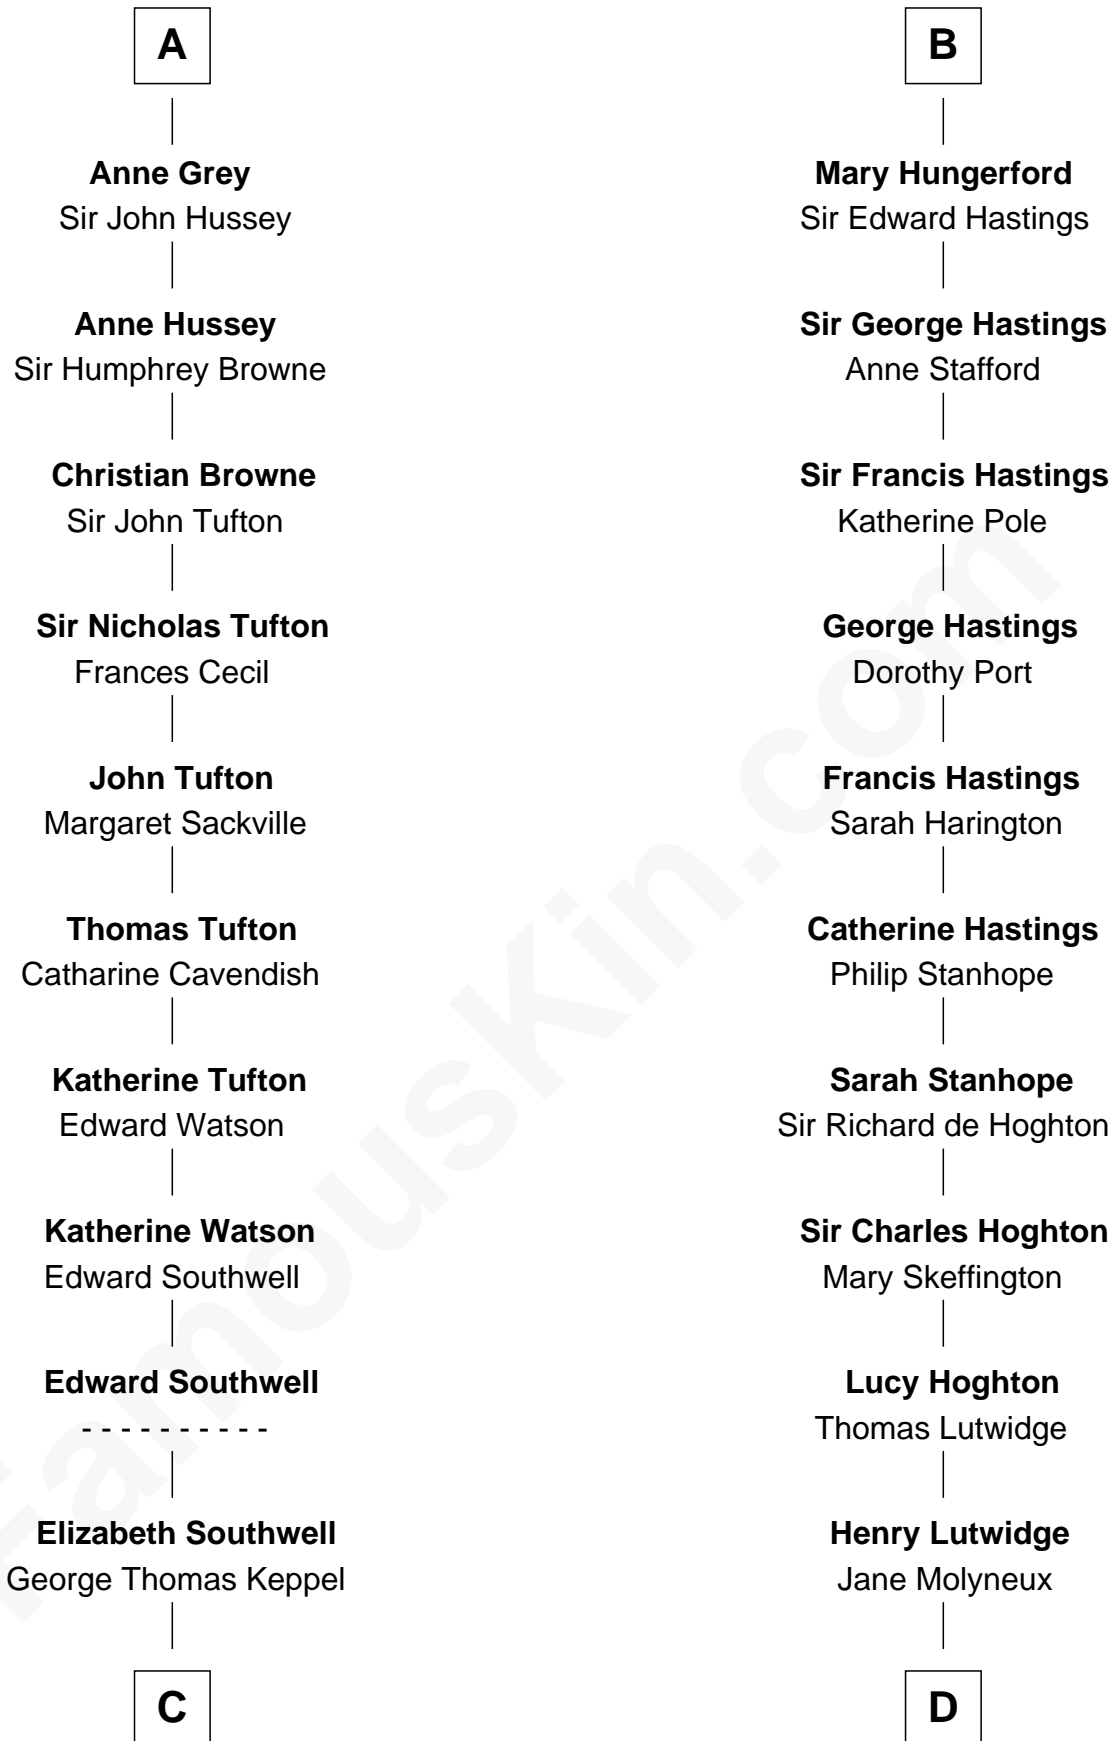 A
Anne Grey
Sir John Hussey
Anne Hussey
Sir Humphrey Browne
Christian Browne
Sir John Tufton
Sir Nicholas Tufton
Frances Cecil
John Tufton
Margaret Sackville
Thomas Tufton
Catharine Cavendish
Katherine Tufton
Edward Watson
Katherine Watson
Edward Southwell
Edward Southwell
- - - - - - - - - -
Elizabeth Southwell
George Thomas Keppel
C
B
Mary Hungerford
Sir Edward Hastings
Sir George Hastings
Anne Stafford
Sir Francis Hastings
Katherine Pole
George Hastings
Dorothy Port
Francis Hastings
Sarah Harington
Catherine Hastings
Philip Stanhope
Sarah Stanhope
Sir Richard de Hoghton
Sir Charles Hoghton
Mary Skeffington
Lucy Hoghton
Thomas Lutwidge
Henry Lutwidge
Jane Molyneux
D
FamousKin.com